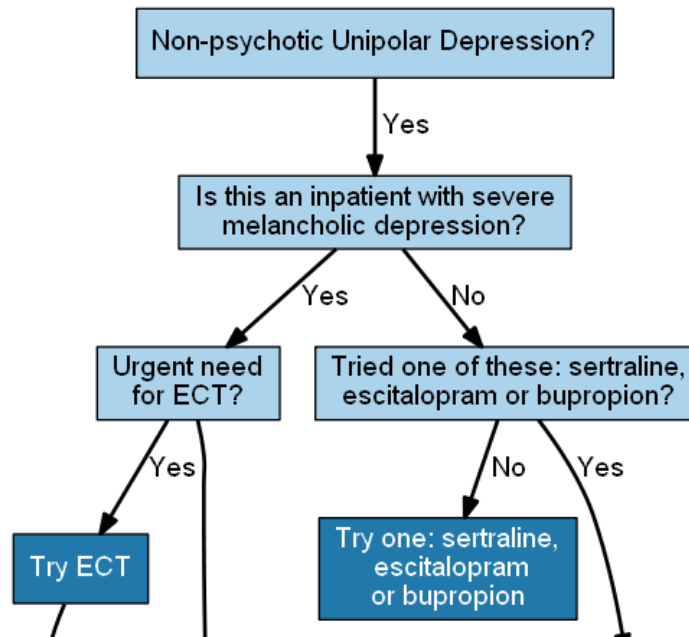 Non-psychotic Unipolar Depression?
Yes
Is this an inpatient with severe
melancholic depression?
Yes
No
Urgent need
for ECT?
Tried one of these: sertraline,
escitalopram or bupropion?
Yes
No
Yes
Try ECT
Try one: sertraline,
escitalopram
or bupropion